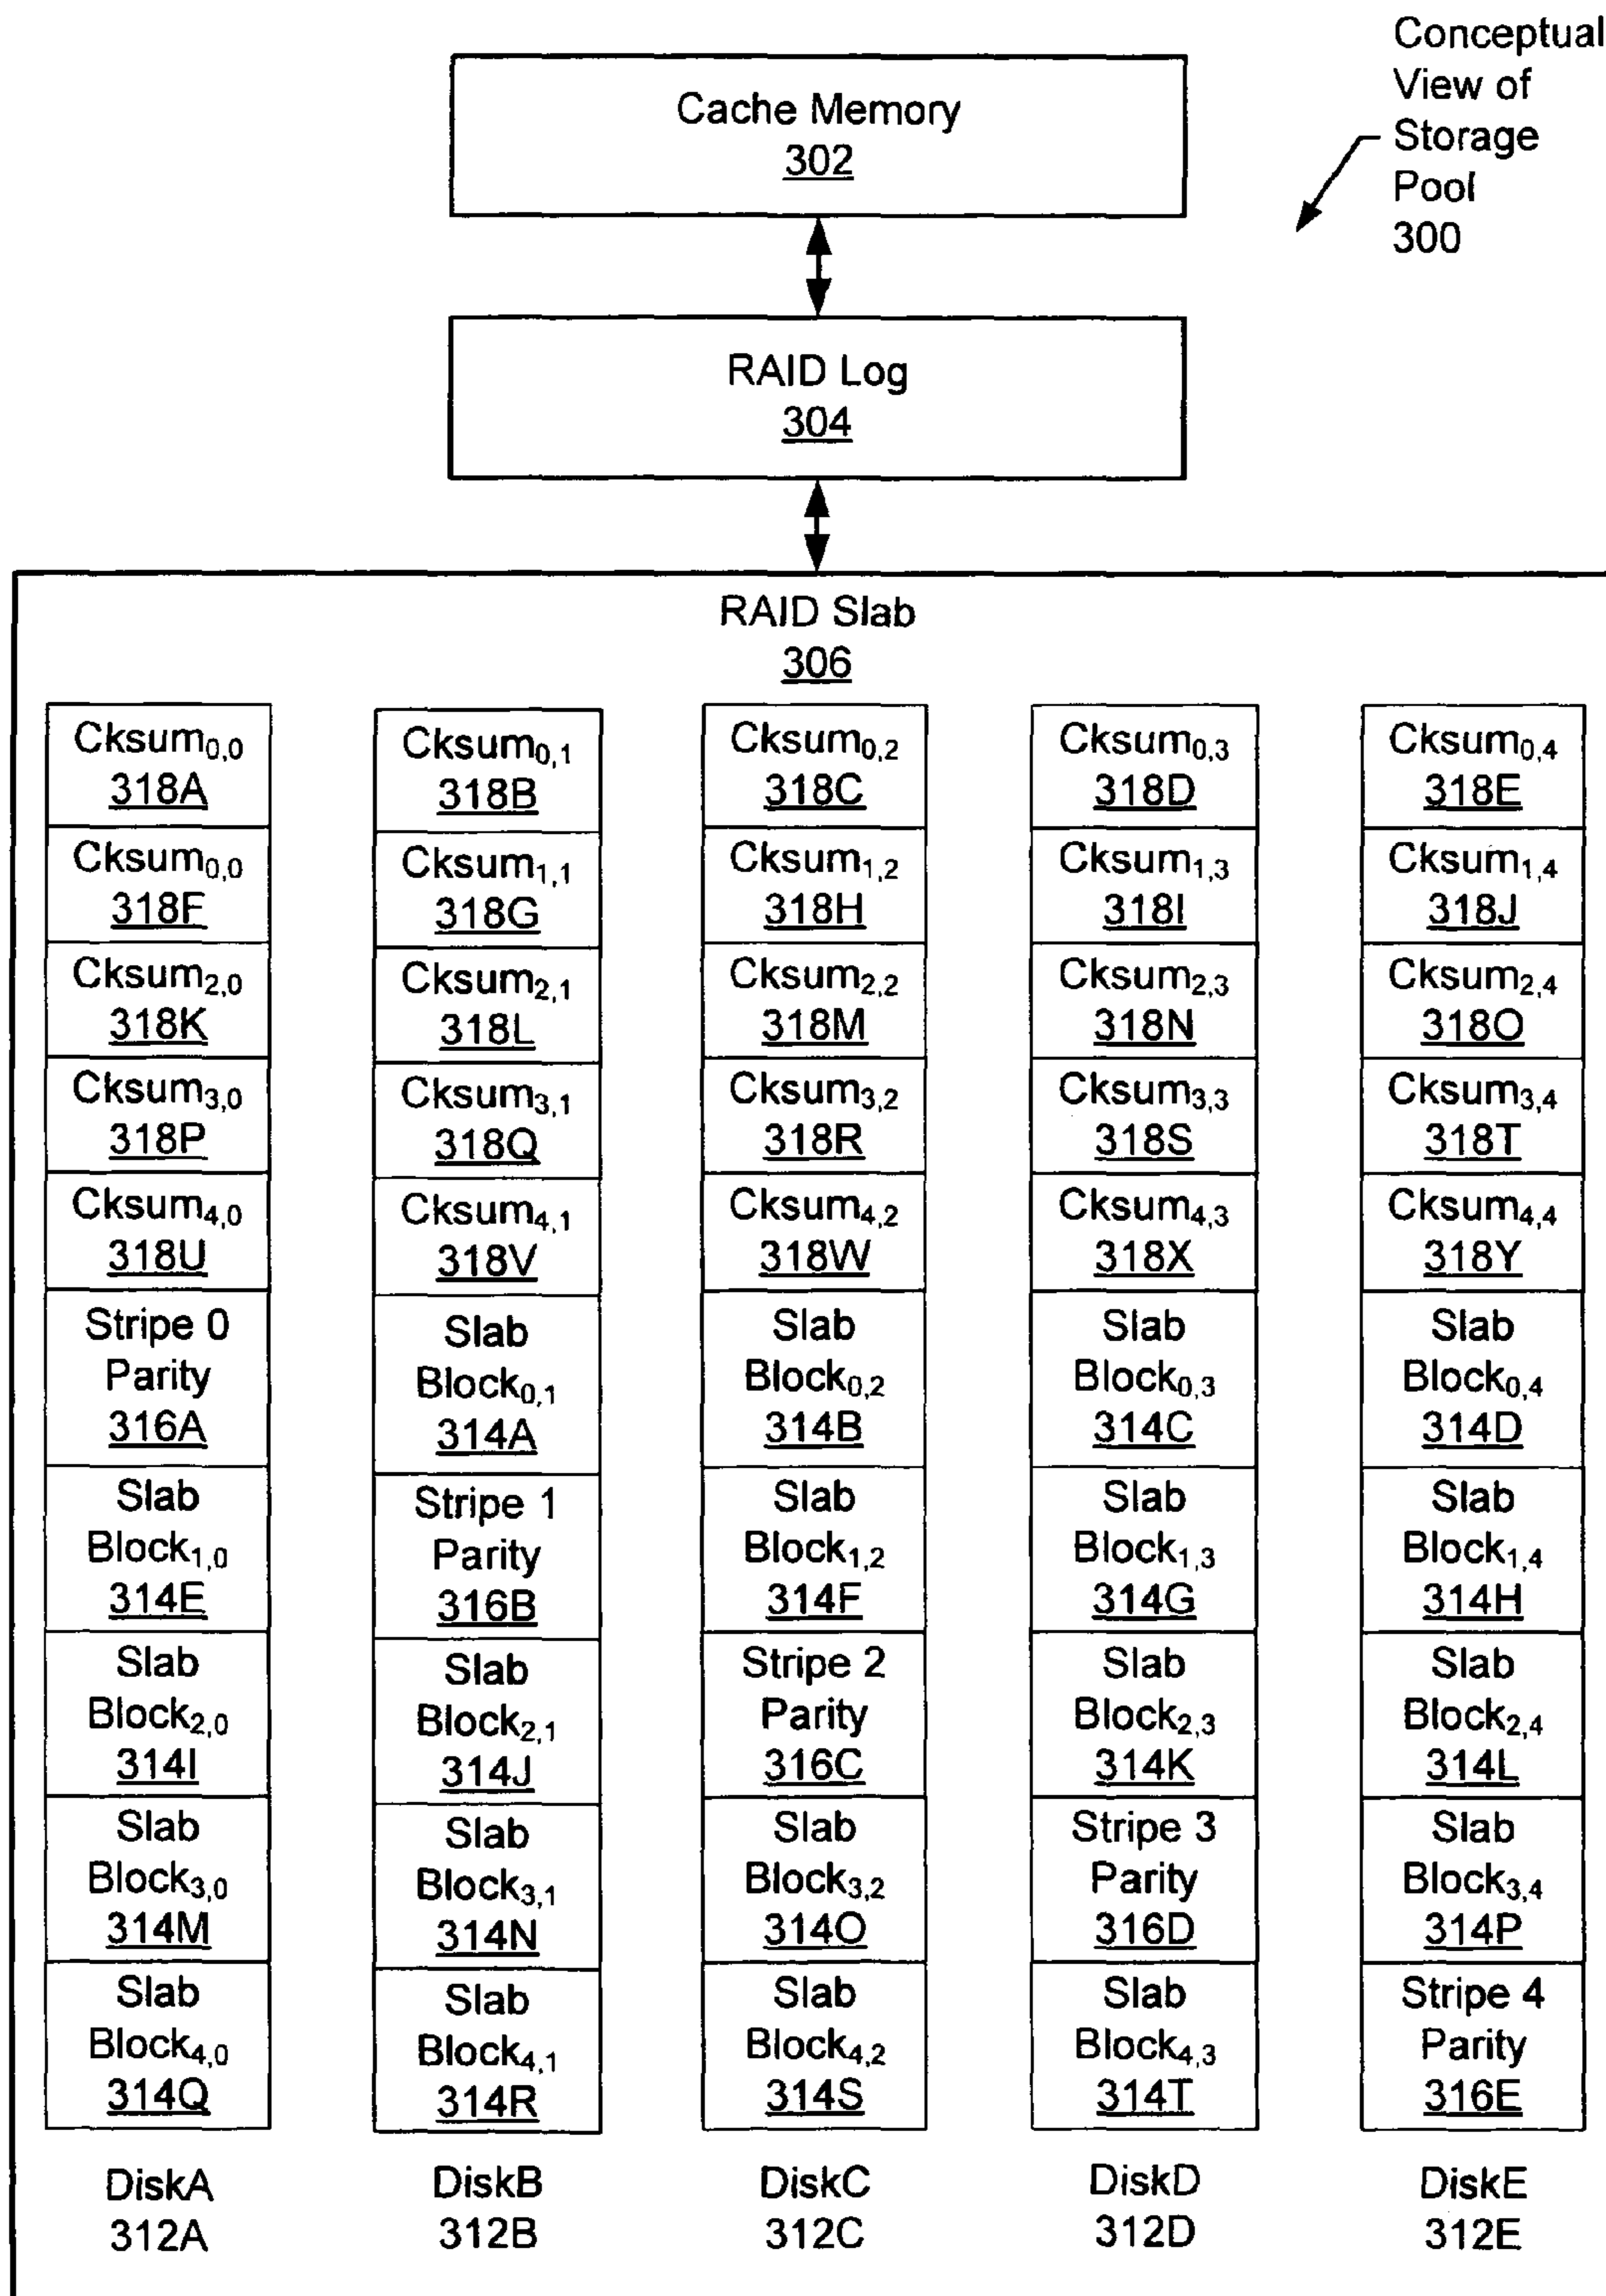 Conceptual
View of
Storage
Pool
300
Cache Memory
302
RAID Log
304
RAID Slab
306
Cksum0,0 Cksum0,1 Cksum0,2 Cksum0,3 Cksum0,4
318A 318B 318C 318D 318E
Cksum0,0 Cksum1,1 Cksum1,2 Cksum1,3 Cksum1,4
318F 318G 318H 318I 318J
Cksum2,0 Cksum2,1 Cksum2,2 Cksum2,3 Cksum2,4
318K 318L 318M 318N 318O
Cksum3,0 Cksum3,1 Cksum3,2 Cksum3,3 Cksum3,4
318P 318Q 318R 318S 318T
Cksum4,0 Cksum4,1 Cksum4,2 Cksum4,3 Cksum4,4
318U 318V 318W 318X 318Y
Stripe 0 Slab Slab Slab Slab
Parity Block0,1 Block0,2 Block0,3 Block0,4
316A 314A 314B 314C 314D
Slab Stripe 1 Slab Slab Slab
Block1,0 Parity Block1,2 Block1,3 Block1,4
314E 316B 314F 314G 314H
Slab Slab Stripe 2 Slab Slab
Block2,0 Block2,1 Parity Block2,3 Block2,4
314I 314J 316C 314K 314L
Slab Slab Slab Stripe 3 Slab
Block3,0 Block3,1 Block3,2 Parity Block3,4
314M 314N 314O 316D 314P
Slab Slab Slab Slab Stripe 4
Block4,0 Block4,1 Block4,2 Block4,3 Parity
314Q 314R 314S 314T 316E
DiskA DiskB DiskC DiskD DiskE
312A 312B 312C 312D 312E